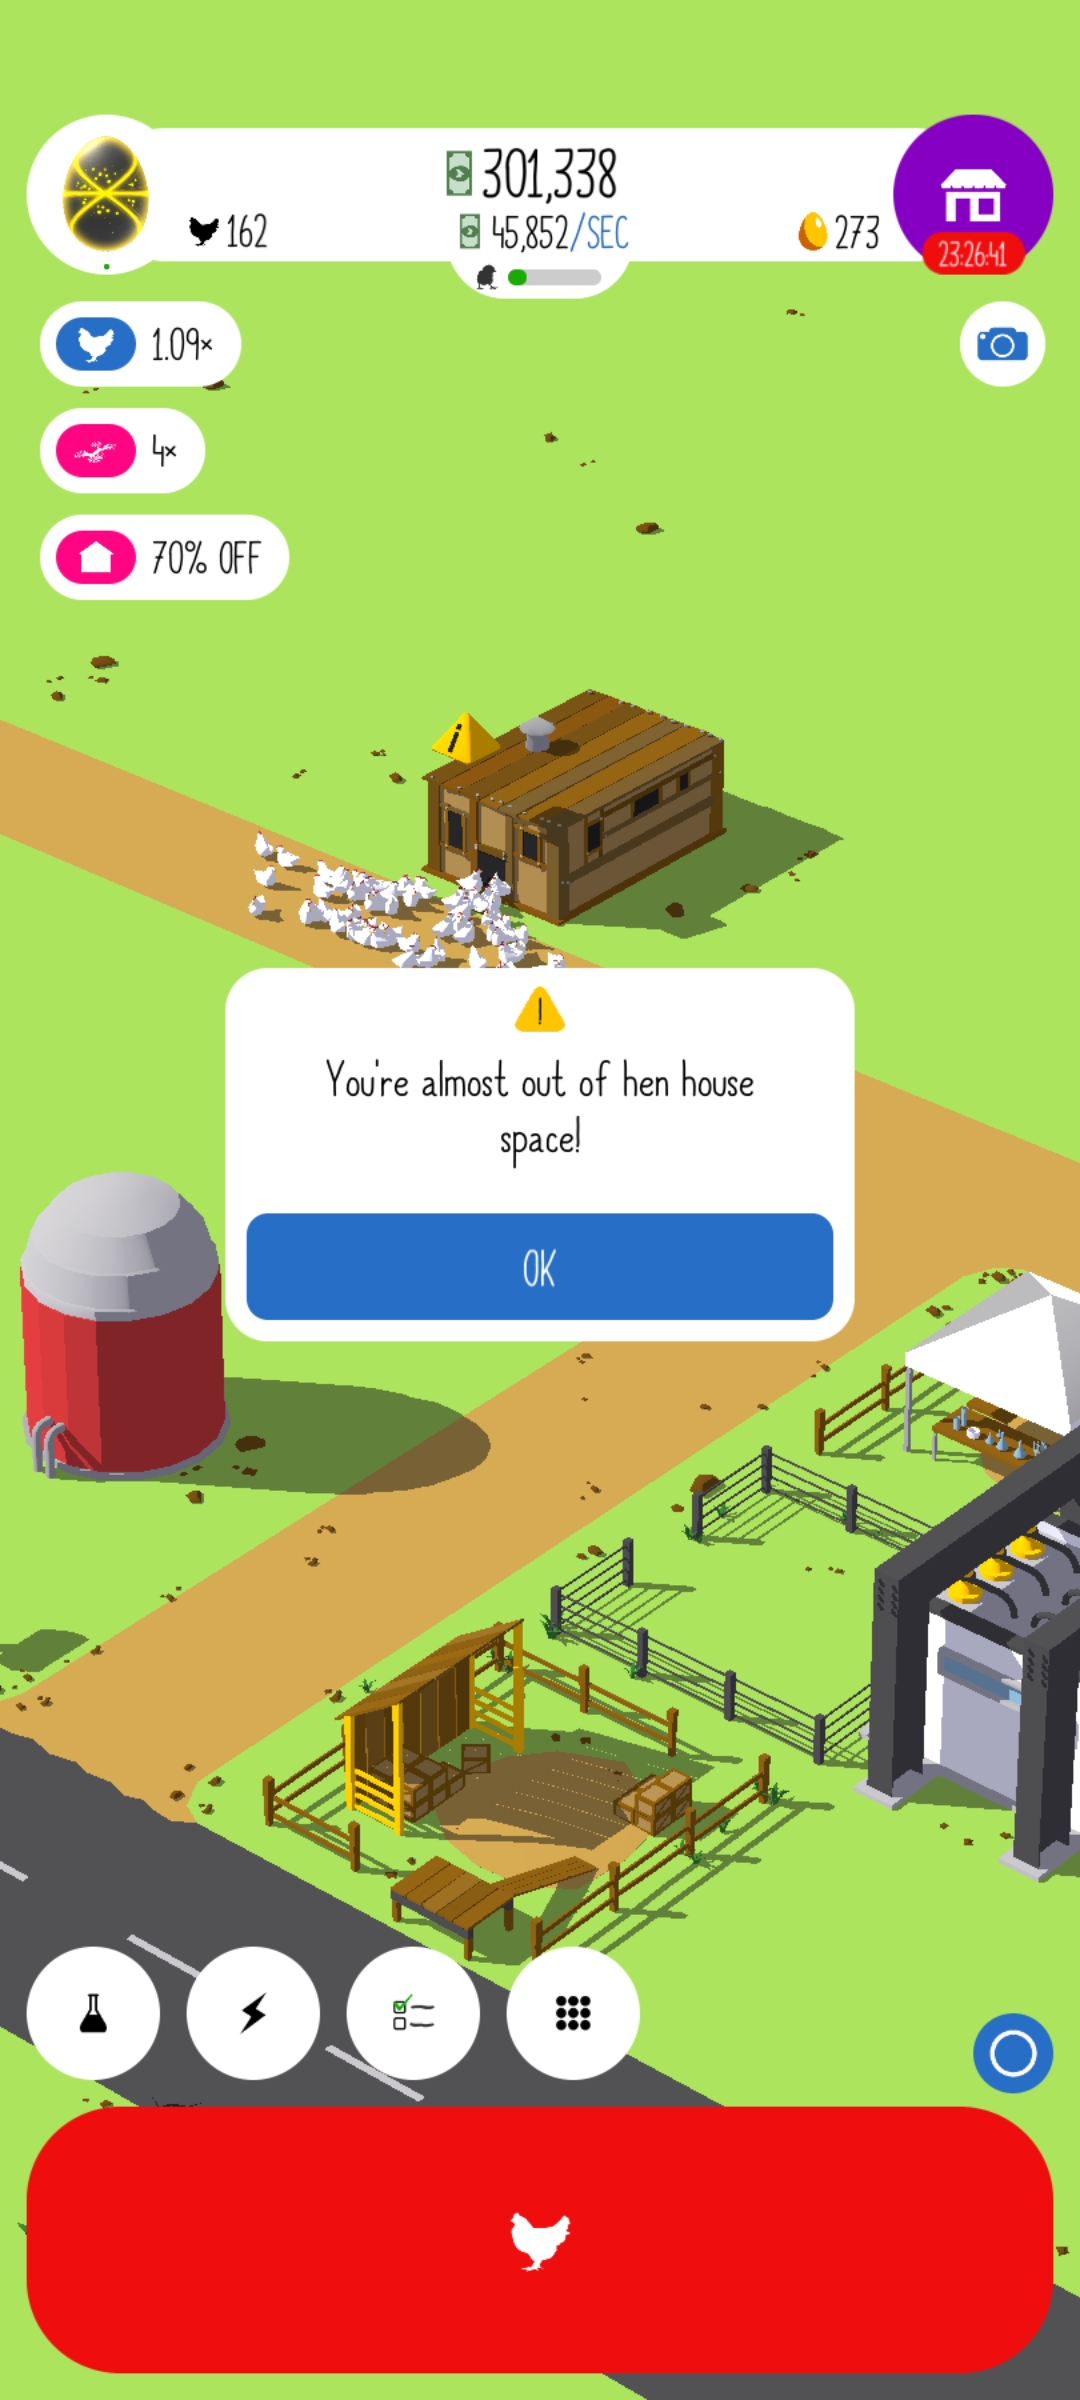 301,338
162
45,852/SEC
273
23:26:41
1.09×
4×
70% OFF
You're almost out of hen house
space!
OK